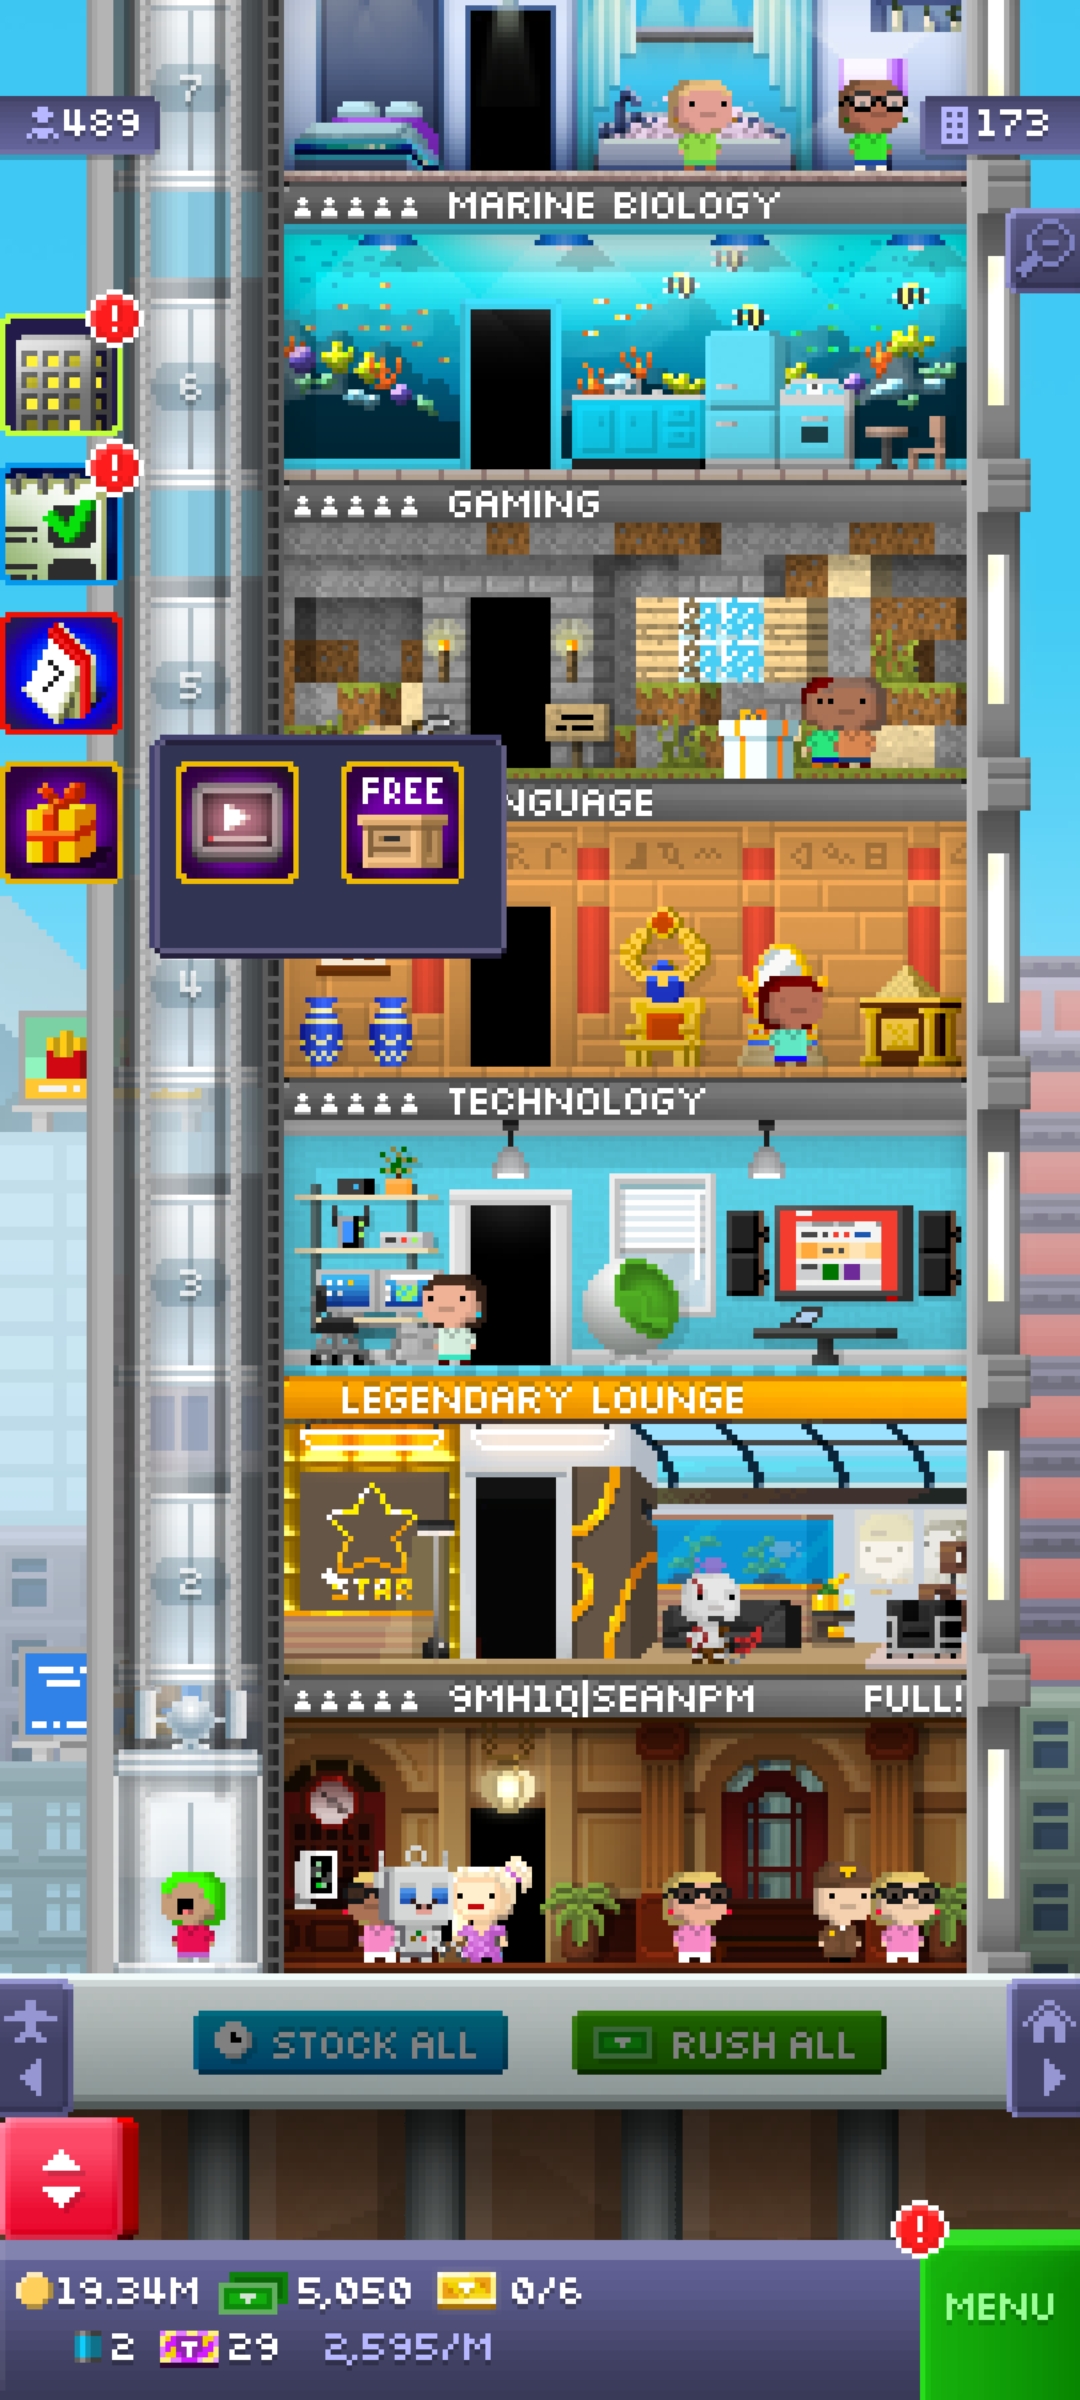 7
489
173
MARINE BIOLOGY
6
GAMING
5
FREE
NGUAGE
4
TECHNOLOGY
3
LEGENDARY LOUNGE
STAR
2
9MH1Q|SEANPM FULL!
STOCK ALL
RUSH ALL
19.34M 5,050 0/6
2 29 2,595/M
MENU